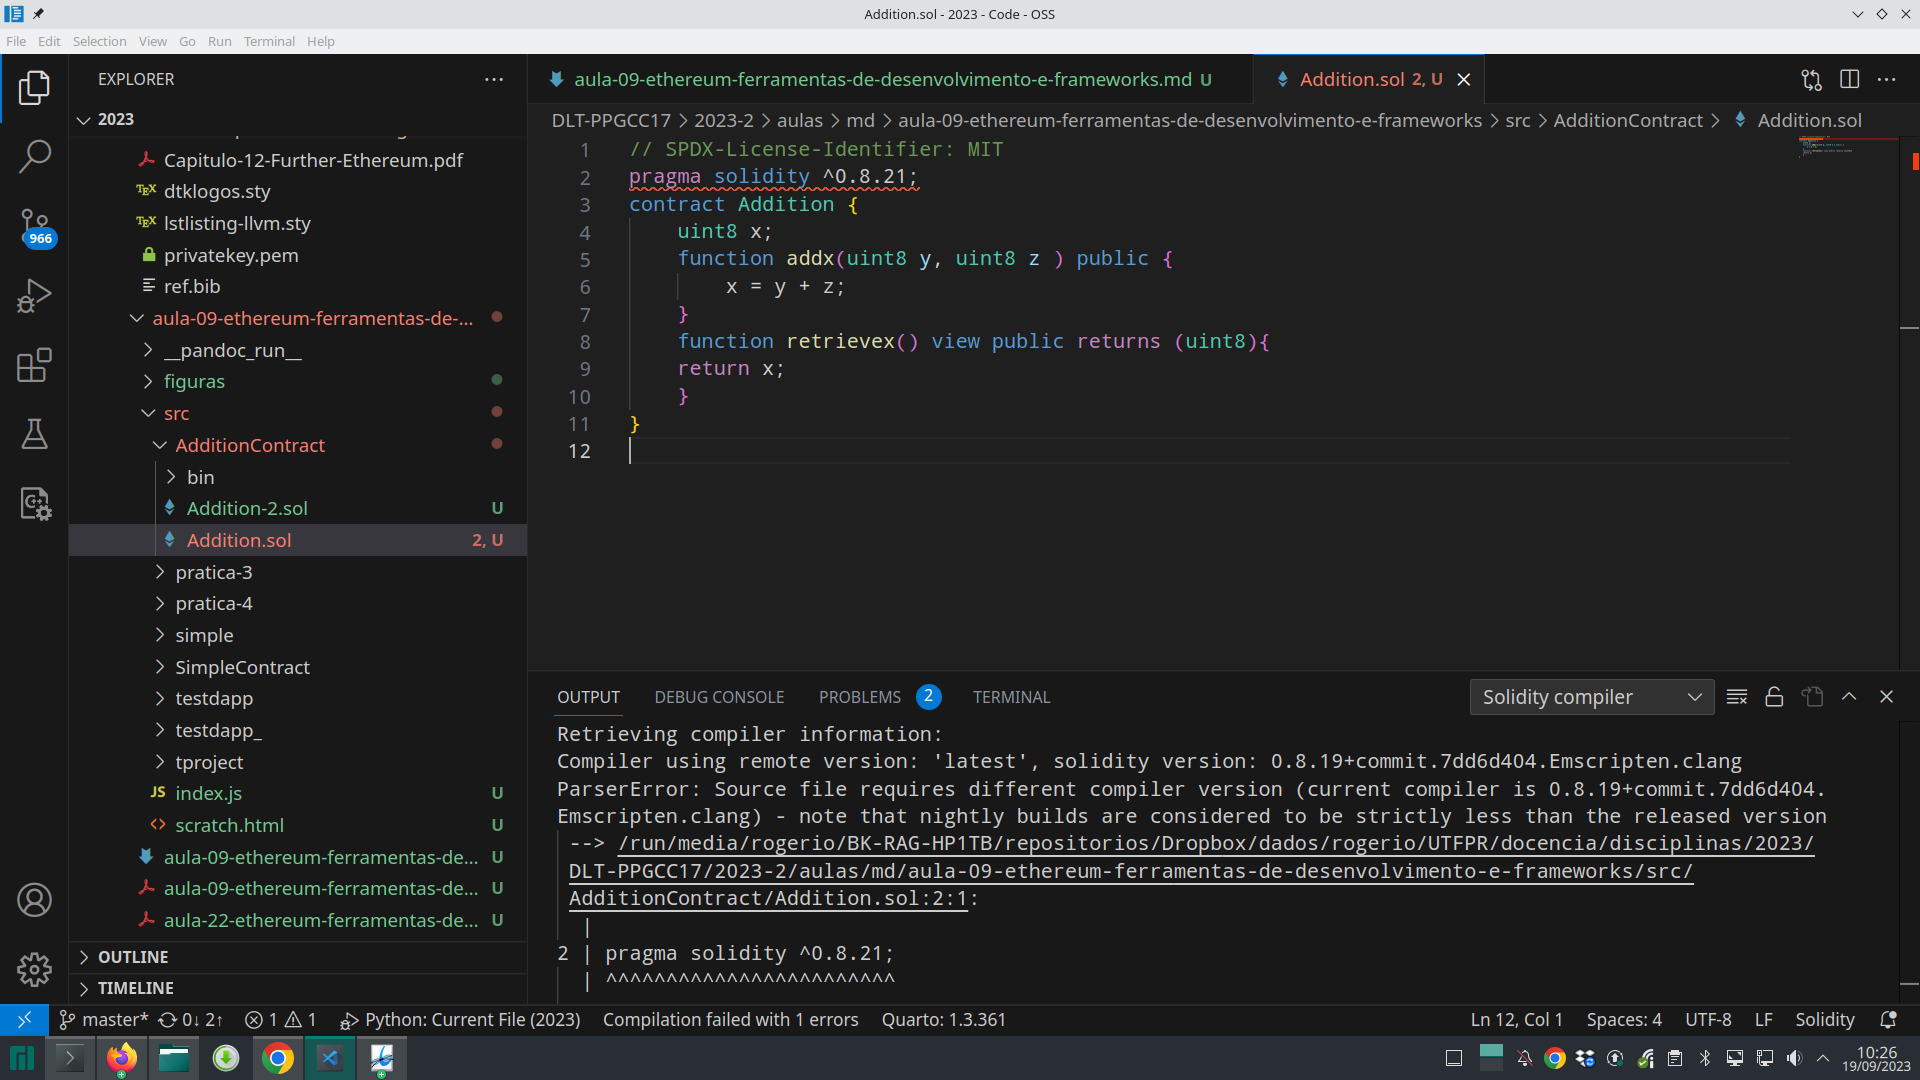 Addition.sol - 2023 - Code - OSS
File Edit Selection View Go Run Terminal Help
EXPLORER
2023
Capitulo-12-Further-Ethereum.pdf
TEX dtklogos.sty
TEX lstlisting-llvm.sty
privatekey.pem
ref.bib
aula-09-ethereum-ferramentas-de-...
__pandoc_run__
figuras
src
AdditionContract
bin
Addition-2.sol U
Addition.sol 2, U
pratica-3
pratica-4
simple
SimpleContract
testdapp
testdapp_
tproject
JS index.js U
<> scratch.html U
aula-09-ethereum-ferramentas-de... U
aula-09-ethereum-ferramentas-de... U
aula-22-ethereum-ferramentas-de... U
OUTLINE
TIMELINE
966
aula-09-ethereum-ferramentas-de-desenvolvimento-e-frameworks.md U
Addition.sol 2, U
DLT-PPGCC17 > 2023-2 > aulas > md > aula-09-ethereum-ferramentas-de-desenvolvimento-e-frameworks > src > AdditionContract > Addition.sol
1 // SPDX-License-Identifier: MIT
2 pragma solidity ^0.8.21;
3 contract Addition {
4 uint8 x;
5 function addx(uint8 y, uint8 z ) public {
6 x = y + z;
7 }
8 function retrievex() view public returns (uint8){
9 return x;
10 }
11 }
12
OUTPUT DEBUG CONSOLE PROBLEMS 2 TERMINAL
Solidity compiler
Retrieving compiler information:
Compiler using remote version: 'latest', solidity version: 0.8.19+commit.7dd6d404.Emscripten.clang
ParserError: Source file requires different compiler version (current compiler is 0.8.19+commit.7dd6d404.
Emscripten.clang) - note that nightly builds are considered to be strictly less than the released version
--> /run/media/rogerio/BK-RAG-HP1TB/repositorios/Dropbox/dados/rogerio/UTFPR/docencia/disciplinas/2023/
DLT-PPGCC17/2023-2/aulas/md/aula-09-ethereum-ferramentas-de-desenvolvimento-e-frameworks/src/
AdditionContract/Addition.sol:2:1:
|
2 | pragma solidity ^0.8.21;
| ^^^^^^^^^^^^^^^^^^^^^^^^
master* 0↓ 2↑ 1 1 Python: Current File (2023) Compilation failed with 1 errors Quarto: 1.3.361
Ln 12, Col 1 Spaces: 4 UTF-8 LF Solidity
10:26
19/09/2023